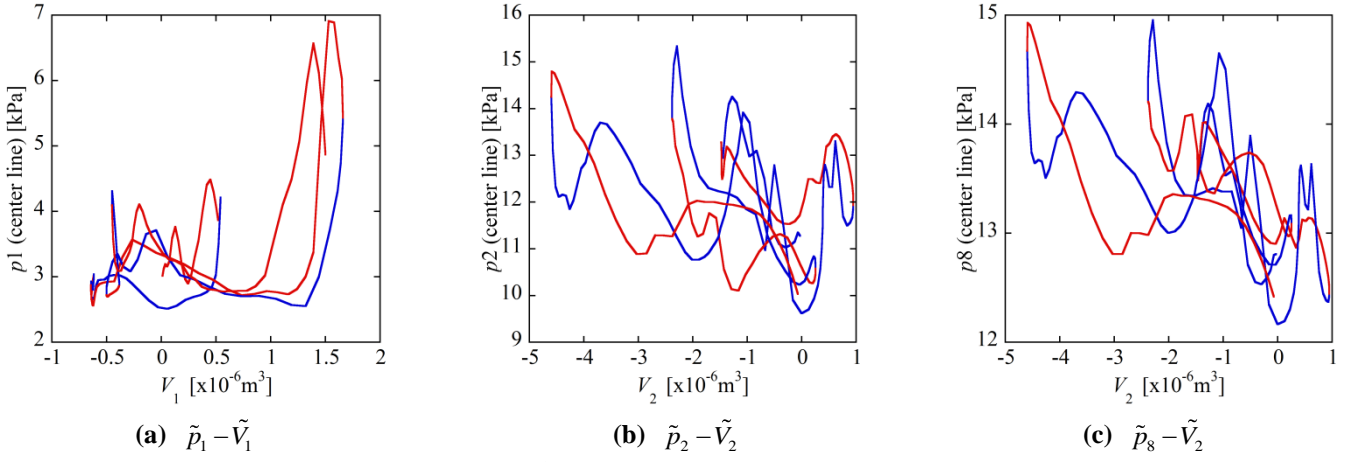 7
6
5
4
3
2
p1 (center line) [kPa]
-1 -0.5 0 0.5 1 1.5 2
V₁ [x10⁻⁶m³]
(a) p̃₁ – Ṽ₁
16
15
14
13
12
11
10
9
p2 (center line) [kPa]
-5 -4 -3 -2 -1 0 1
V₂ [x10⁻⁶m³]
(b) p̃₂ – Ṽ₂
15
14
13
12
p8 (center line) [kPa]
-5 -4 -3 -2 -1 0 1
V₂ [x10⁻⁶m³]
(c) p̃₈ – Ṽ₂